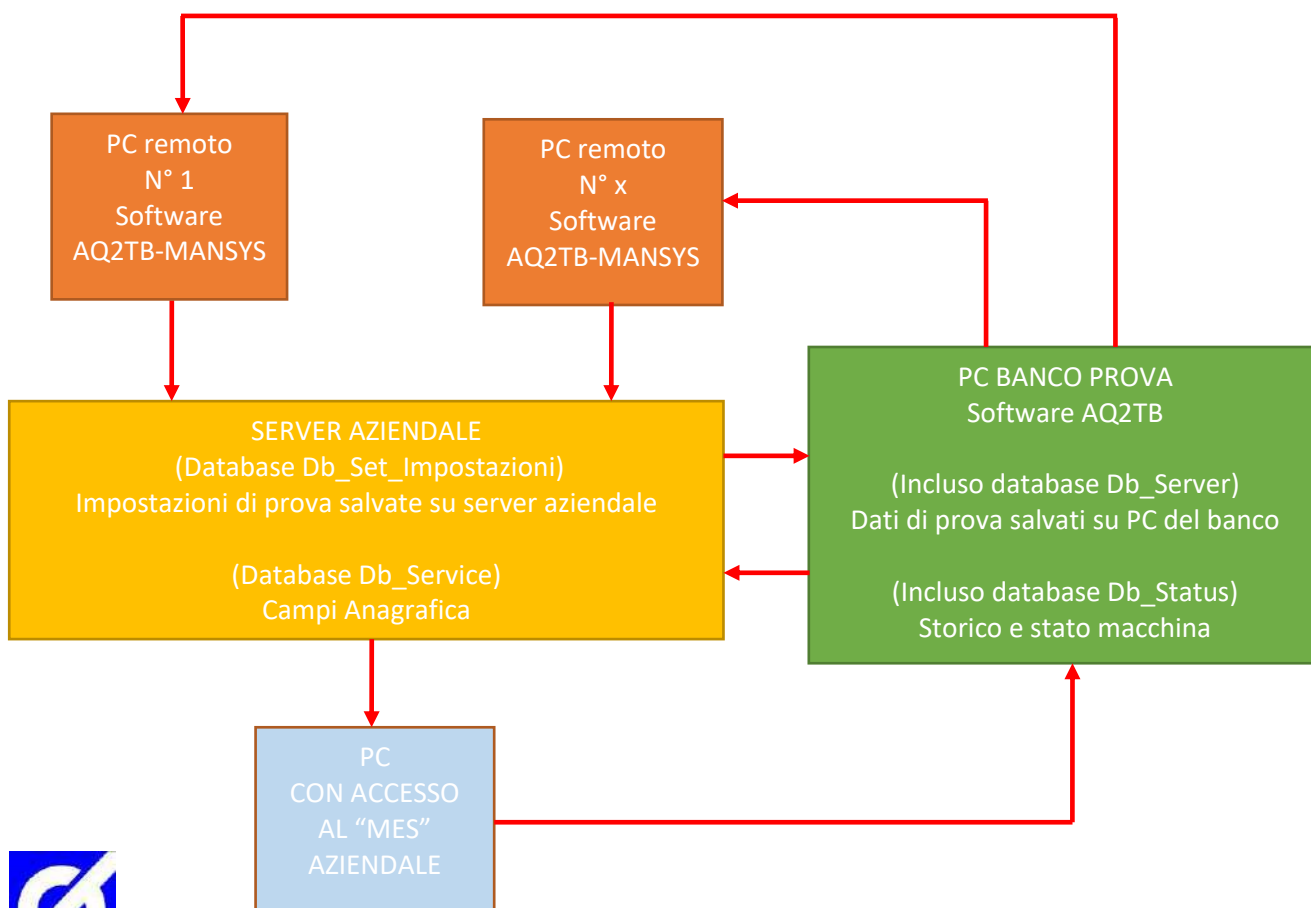 PC remoto
N° 1
Software
AQ2TB-MANSYS
PC remoto
N° x
Software
AQ2TB-MANSYS
SERVER AZIENDALE
(Database Db_Set_Impostazioni)
Impostazioni di prova salvate su server aziendale
(Database Db_Service)
Campi Anagrafica
PC BANCO PROVA
Software AQ2TB
(Incluso database Db_Server)
Dati di prova salvati su PC del banco
(Incluso database Db_Status)
Storico e stato macchina
PC
CON ACCESSO
AL “MES”
AZIENDALE